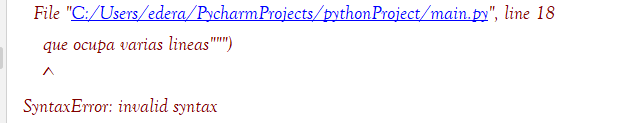 File "C:/Users/edera/PycharmProjects/pythonProject/main.py", line 18
que ocupa varias lineas""")
^
SyntaxError: invalid syntax